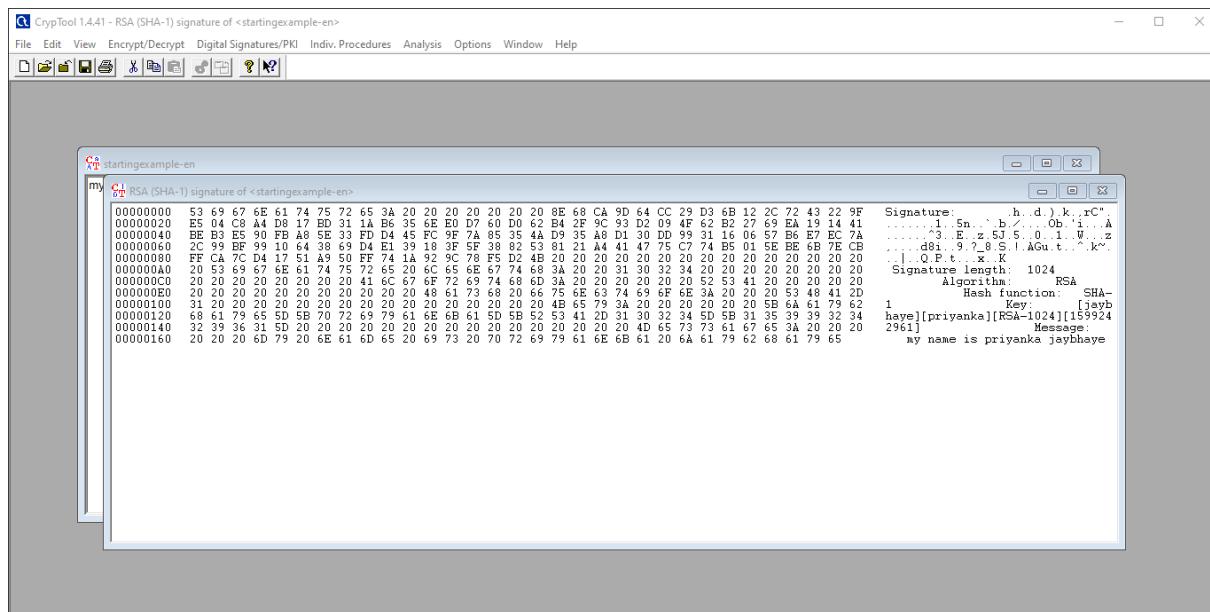 CrypTool 1.4.41 - RSA (SHA-1) signature of <startingexample-en>
File Edit View Encrypt/Decrypt Digital Signatures/PKI Indiv. Procedures Analysis Options Window Help
startingexample-en
my
RSA (SHA-1) signature of <startingexample-en>
00000000 53 69 67 6E 61 74 75 72 65 3A 20 20 20 20 20 20 20 8E 68 CA 9D 64 CC 29 D3 6B 12 2C 72 43 22 9F Signature: .h..d.).k.,rC".
00000020 E5 04 C8 A4 D8 17 BD 31 1A B6 35 6E E0 D7 60 D0 62 B4 2F 9C 93 D2 09 4F 62 B2 27 69 EA 19 14 41 .......1..5n..`.b./....Ob.'i...A
00000040 BE B3 E5 90 FB A8 5E 33 FD D4 45 FC 9F 7A 85 35 4A D9 35 A8 D1 30 DD 99 31 16 06 57 B6 E7 EC 7A ......^3..E..z.5J.5..0..1..W...z
00000060 2C 99 BF 99 10 64 38 69 D4 E1 39 18 3F 5F 38 82 53 81 21 A4 41 47 75 C7 74 B5 01 5E BE 6B 7E CB ,....d8i..9.?_8.S.!.AGu.t..^.k~.
00000080 FF CA 7C D4 17 51 A9 50 FF 74 1A 92 9C 78 F5 D2 4B 20 20 20 20 20 20 20 20 20 20 20 20 20 20 20 ..|..Q.P.t...x..K
000000A0 20 53 69 67 6E 61 74 75 72 65 20 6C 65 6E 67 74 68 3A 20 20 31 30 32 34 20 20 20 20 20 20 20 20 Signature length: 1024
000000C0 20 20 20 20 20 20 20 20 41 6C 67 6F 72 69 74 68 6D 3A 20 20 20 20 20 20 52 53 41 20 20 20 20 20 Algorithm: RSA
000000E0 20 20 20 20 20 20 20 20 20 20 20 48 61 73 68 20 66 75 6E 63 74 69 6F 6E 3A 20 20 20 53 48 41 2D Hash function: SHA-
00000100 31 20 20 20 20 20 20 20 20 20 20 20 20 20 20 20 20 4B 65 79 3A 20 20 20 20 20 20 5B 6A 61 79 62 1 Key: [jayb
00000120 68 61 79 65 5D 5B 70 72 69 79 61 6E 6B 61 5D 5B 52 53 41 2D 31 30 32 34 5D 5B 31 35 39 39 32 34 haye][priyanka][RSA-1024][159924
00000140 32 39 36 31 5D 20 20 20 20 20 20 20 20 20 20 20 20 20 20 20 20 20 4D 65 73 73 61 67 65 3A 20 20 20 2961] Message:
00000160 20 20 20 6D 79 20 6E 61 6D 65 20 69 73 20 70 72 69 79 61 6E 6B 61 20 6A 61 79 62 68 61 79 65 my name is priyanka jaybhaye